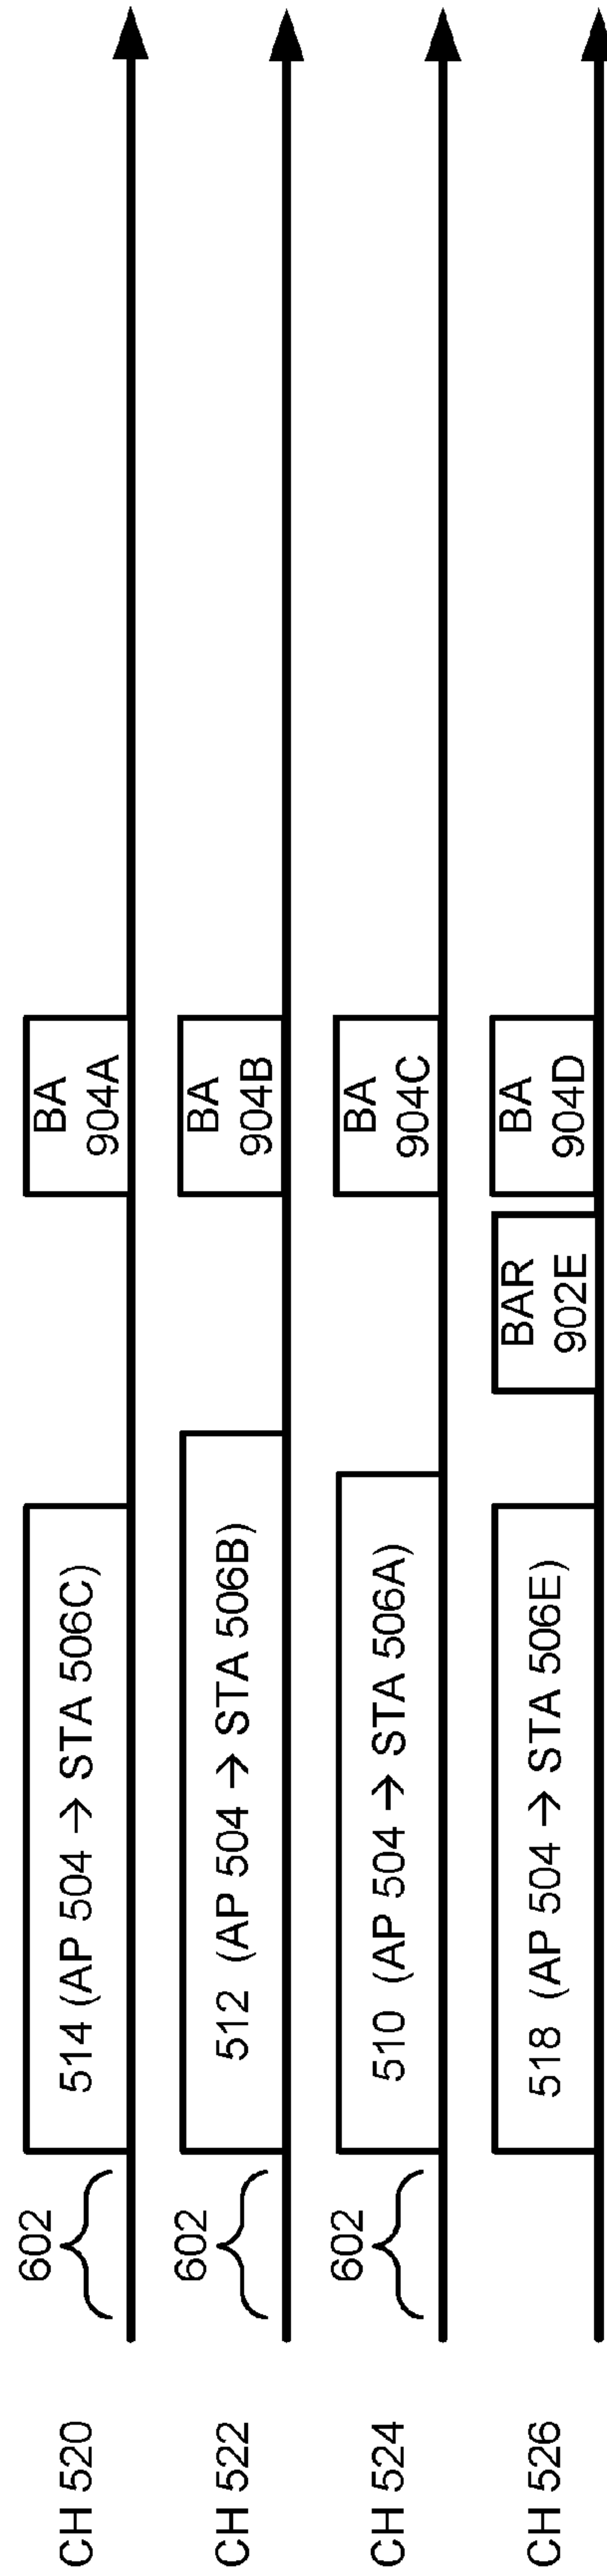 CH 520
602
514 (AP 504 → STA 506C)
BA
904A
CH 522
602
512 (AP 504 → STA 506B)
BA
904B
CH 524
602
510 (AP 504 → STA 506A)
BA
904C
CH 526
518 (AP 504 → STA 506E)
BAR
902E
BA
904D